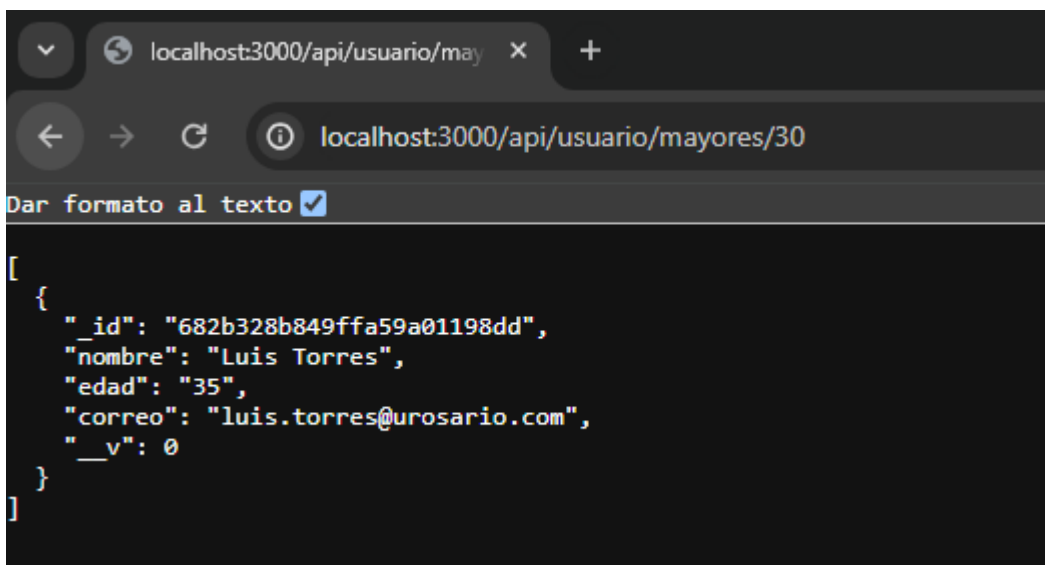 localhost:3000/api/usuario/may
localhost:3000/api/usuario/mayores/30
Dar formato al texto
[
  {
    "_id": "682b328b849ffa59a01198dd",
    "nombre": "Luis Torres",
    "edad": "35",
    "correo": "luis.torres@urosario.com",
    "__v": 0
  }
]